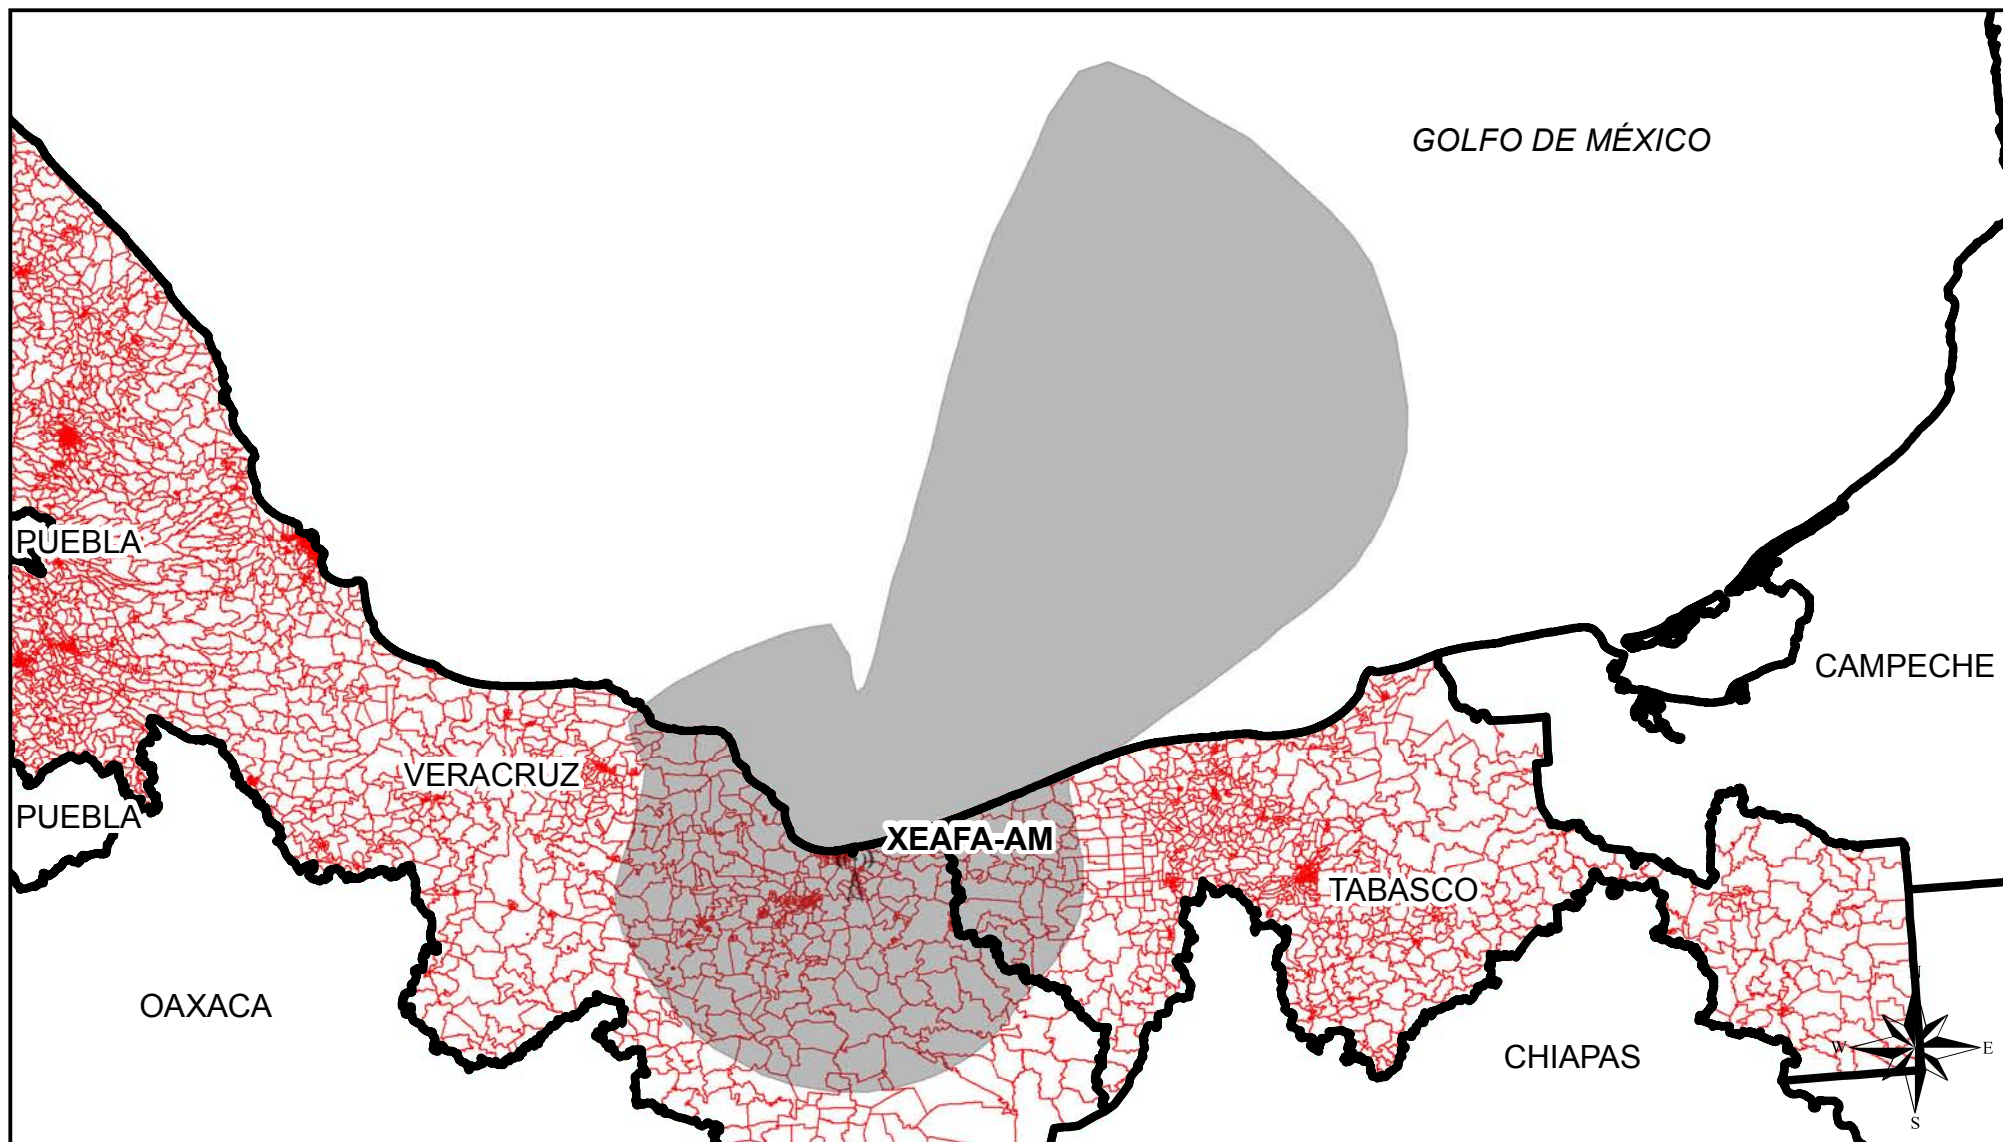 GOLFO DE MÉXICO
PUEBLA
CAMPECHE
VERACRUZ
PUEBLA
XEAFA-AM
TABASCO
OAXACA
CHIAPAS
W
E
S